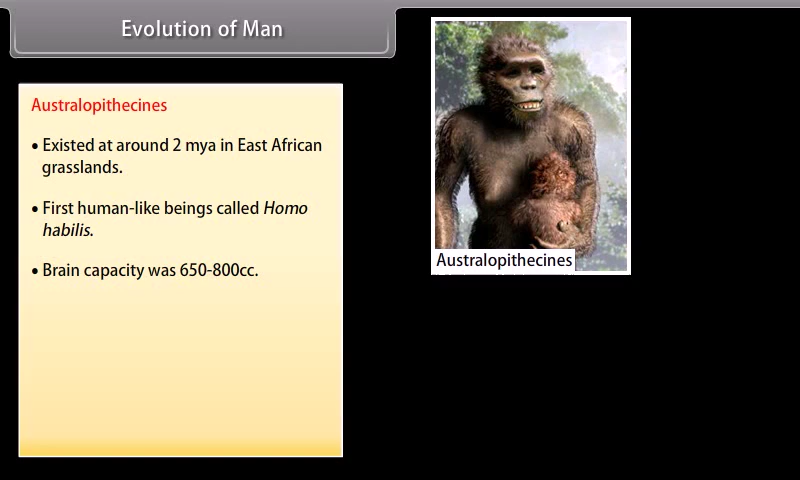 Evolution of Man
Australopithecines
• Existed at around 2 mya in East African
grasslands.
• First human-like beings called Homo
habilis.
• Brain capacity was 650-800cc.
Australopithecines